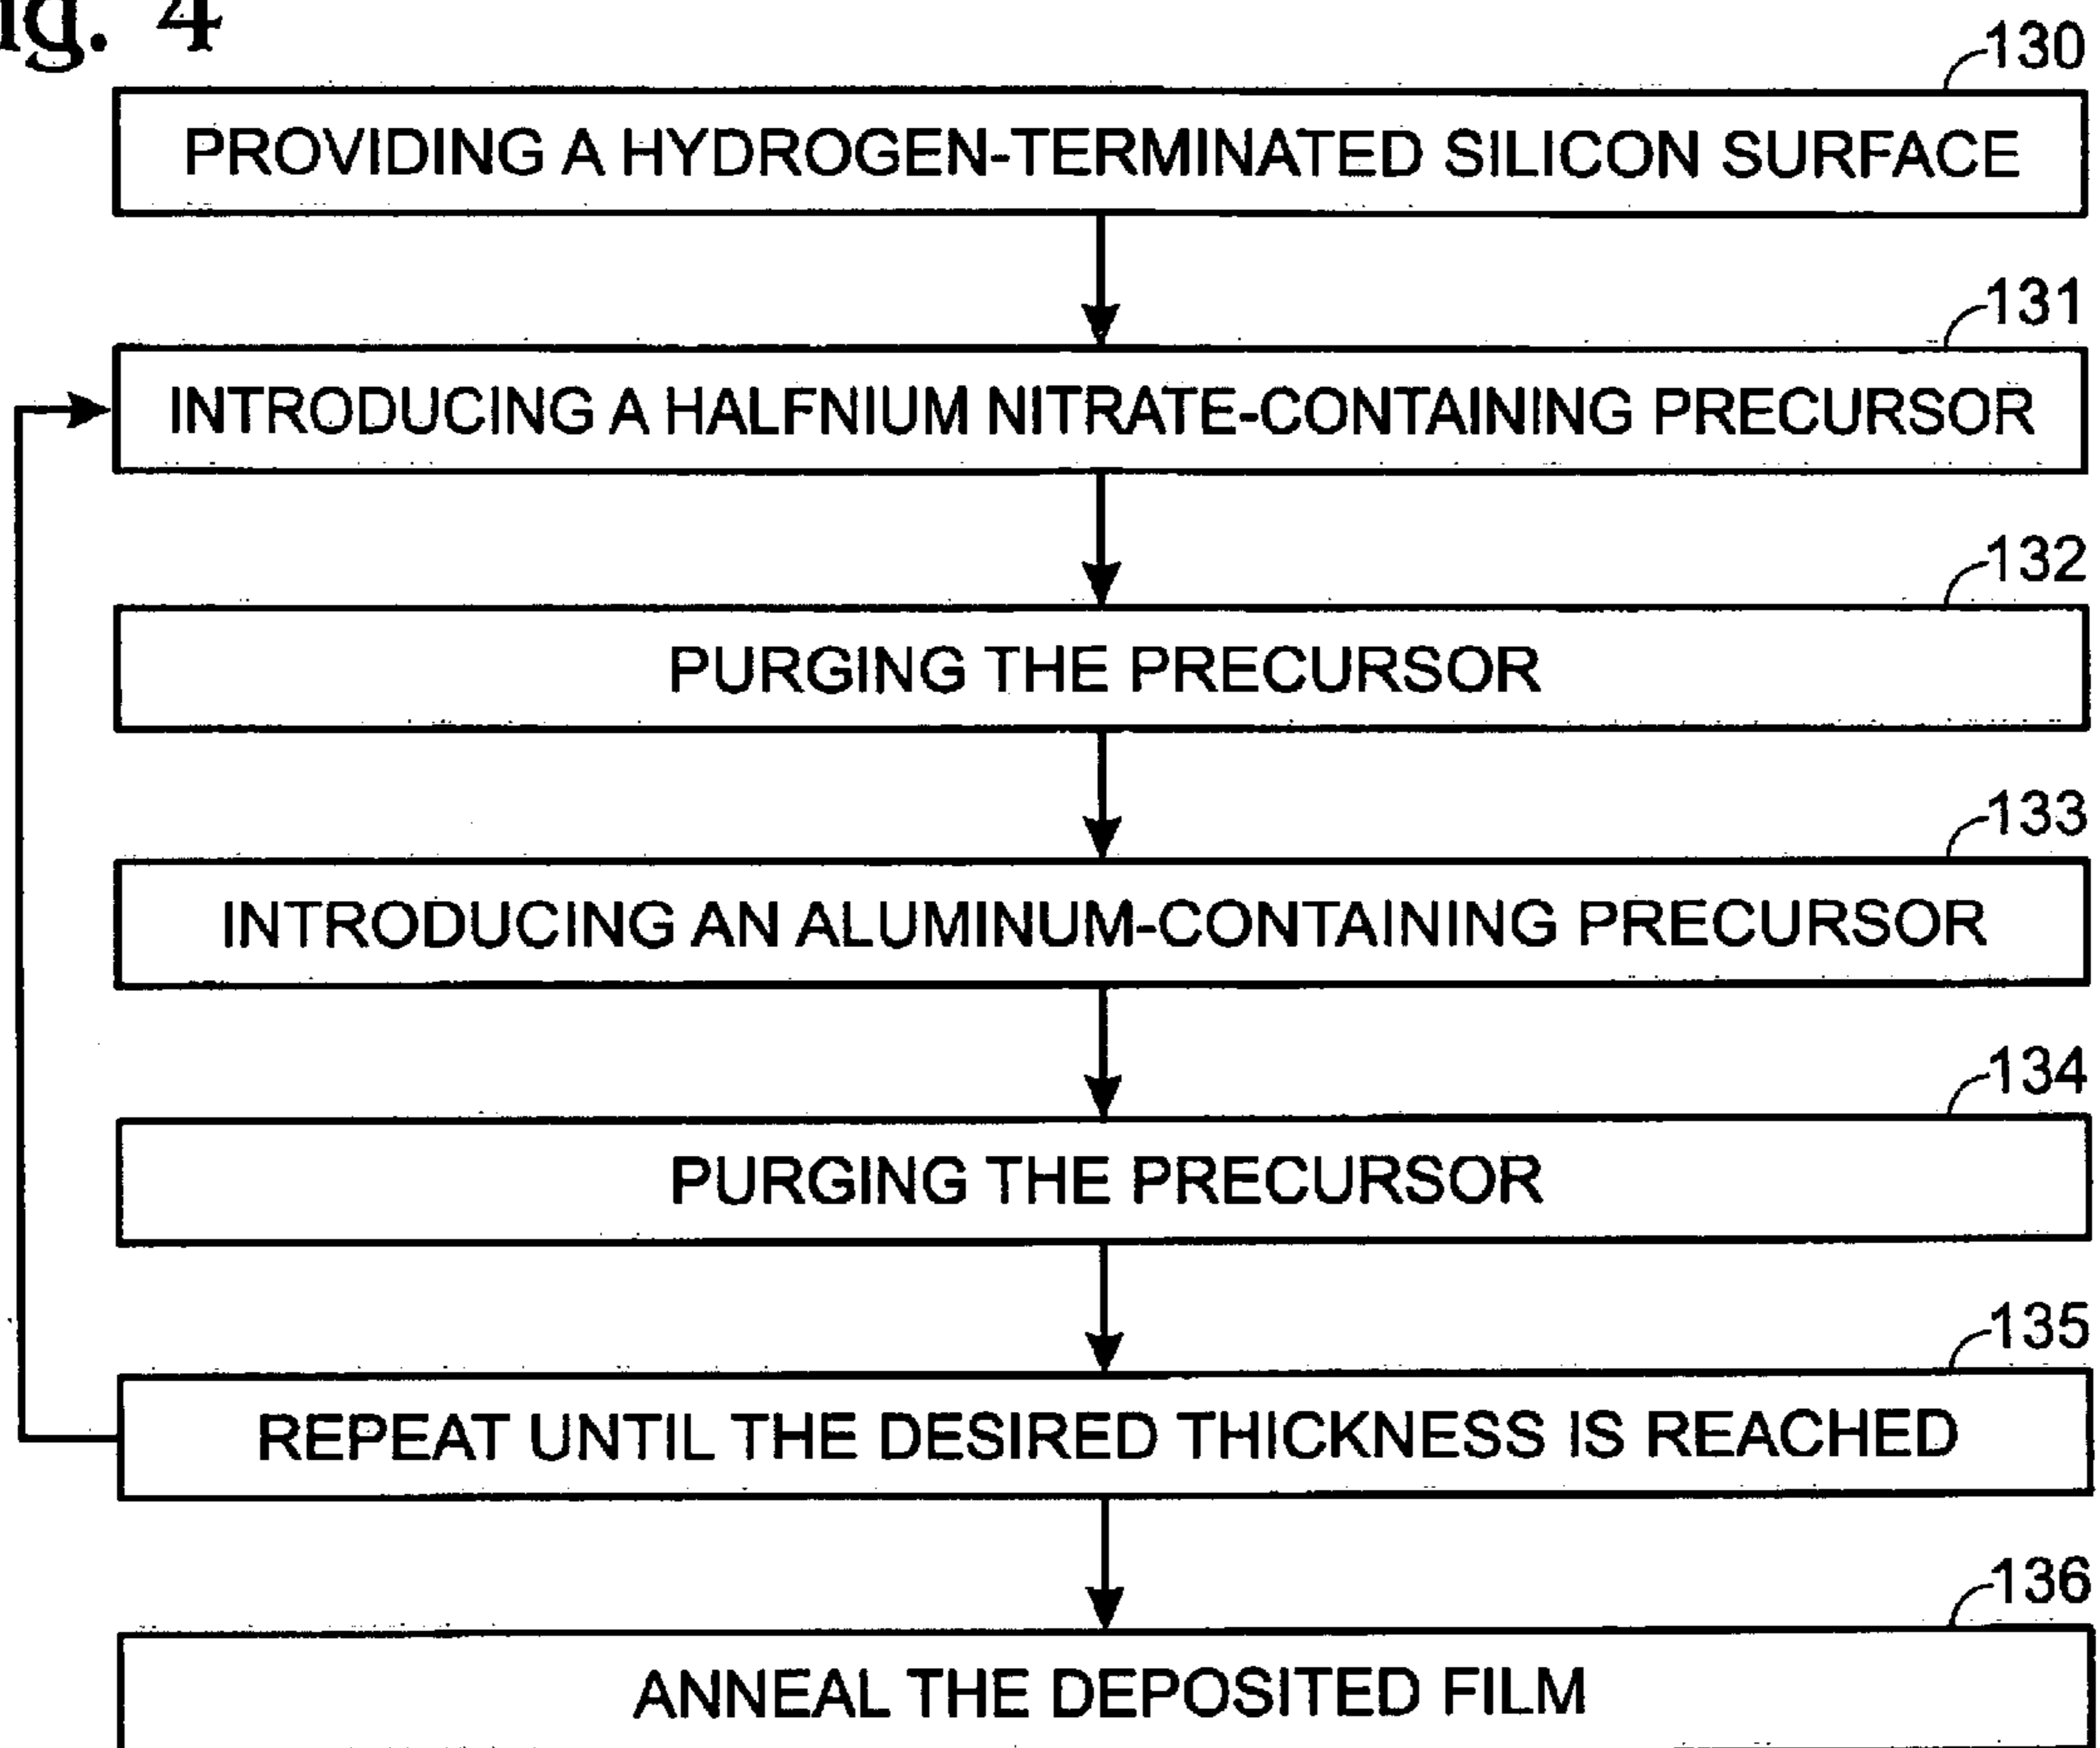 ig. 4
130
PROVIDING A HYDROGEN-TERMINATED SILICON SURFACE
131
INTRODUCING A HALFNIUM NITRATE-CONTAINING PRECURSOR
132
PURGING THE PRECURSOR
133
INTRODUCING AN ALUMINUM-CONTAINING PRECURSOR
134
PURGING THE PRECURSOR
135
REPEAT UNTIL THE DESIRED THICKNESS IS REACHED
136
ANNEAL THE DEPOSITED FILM